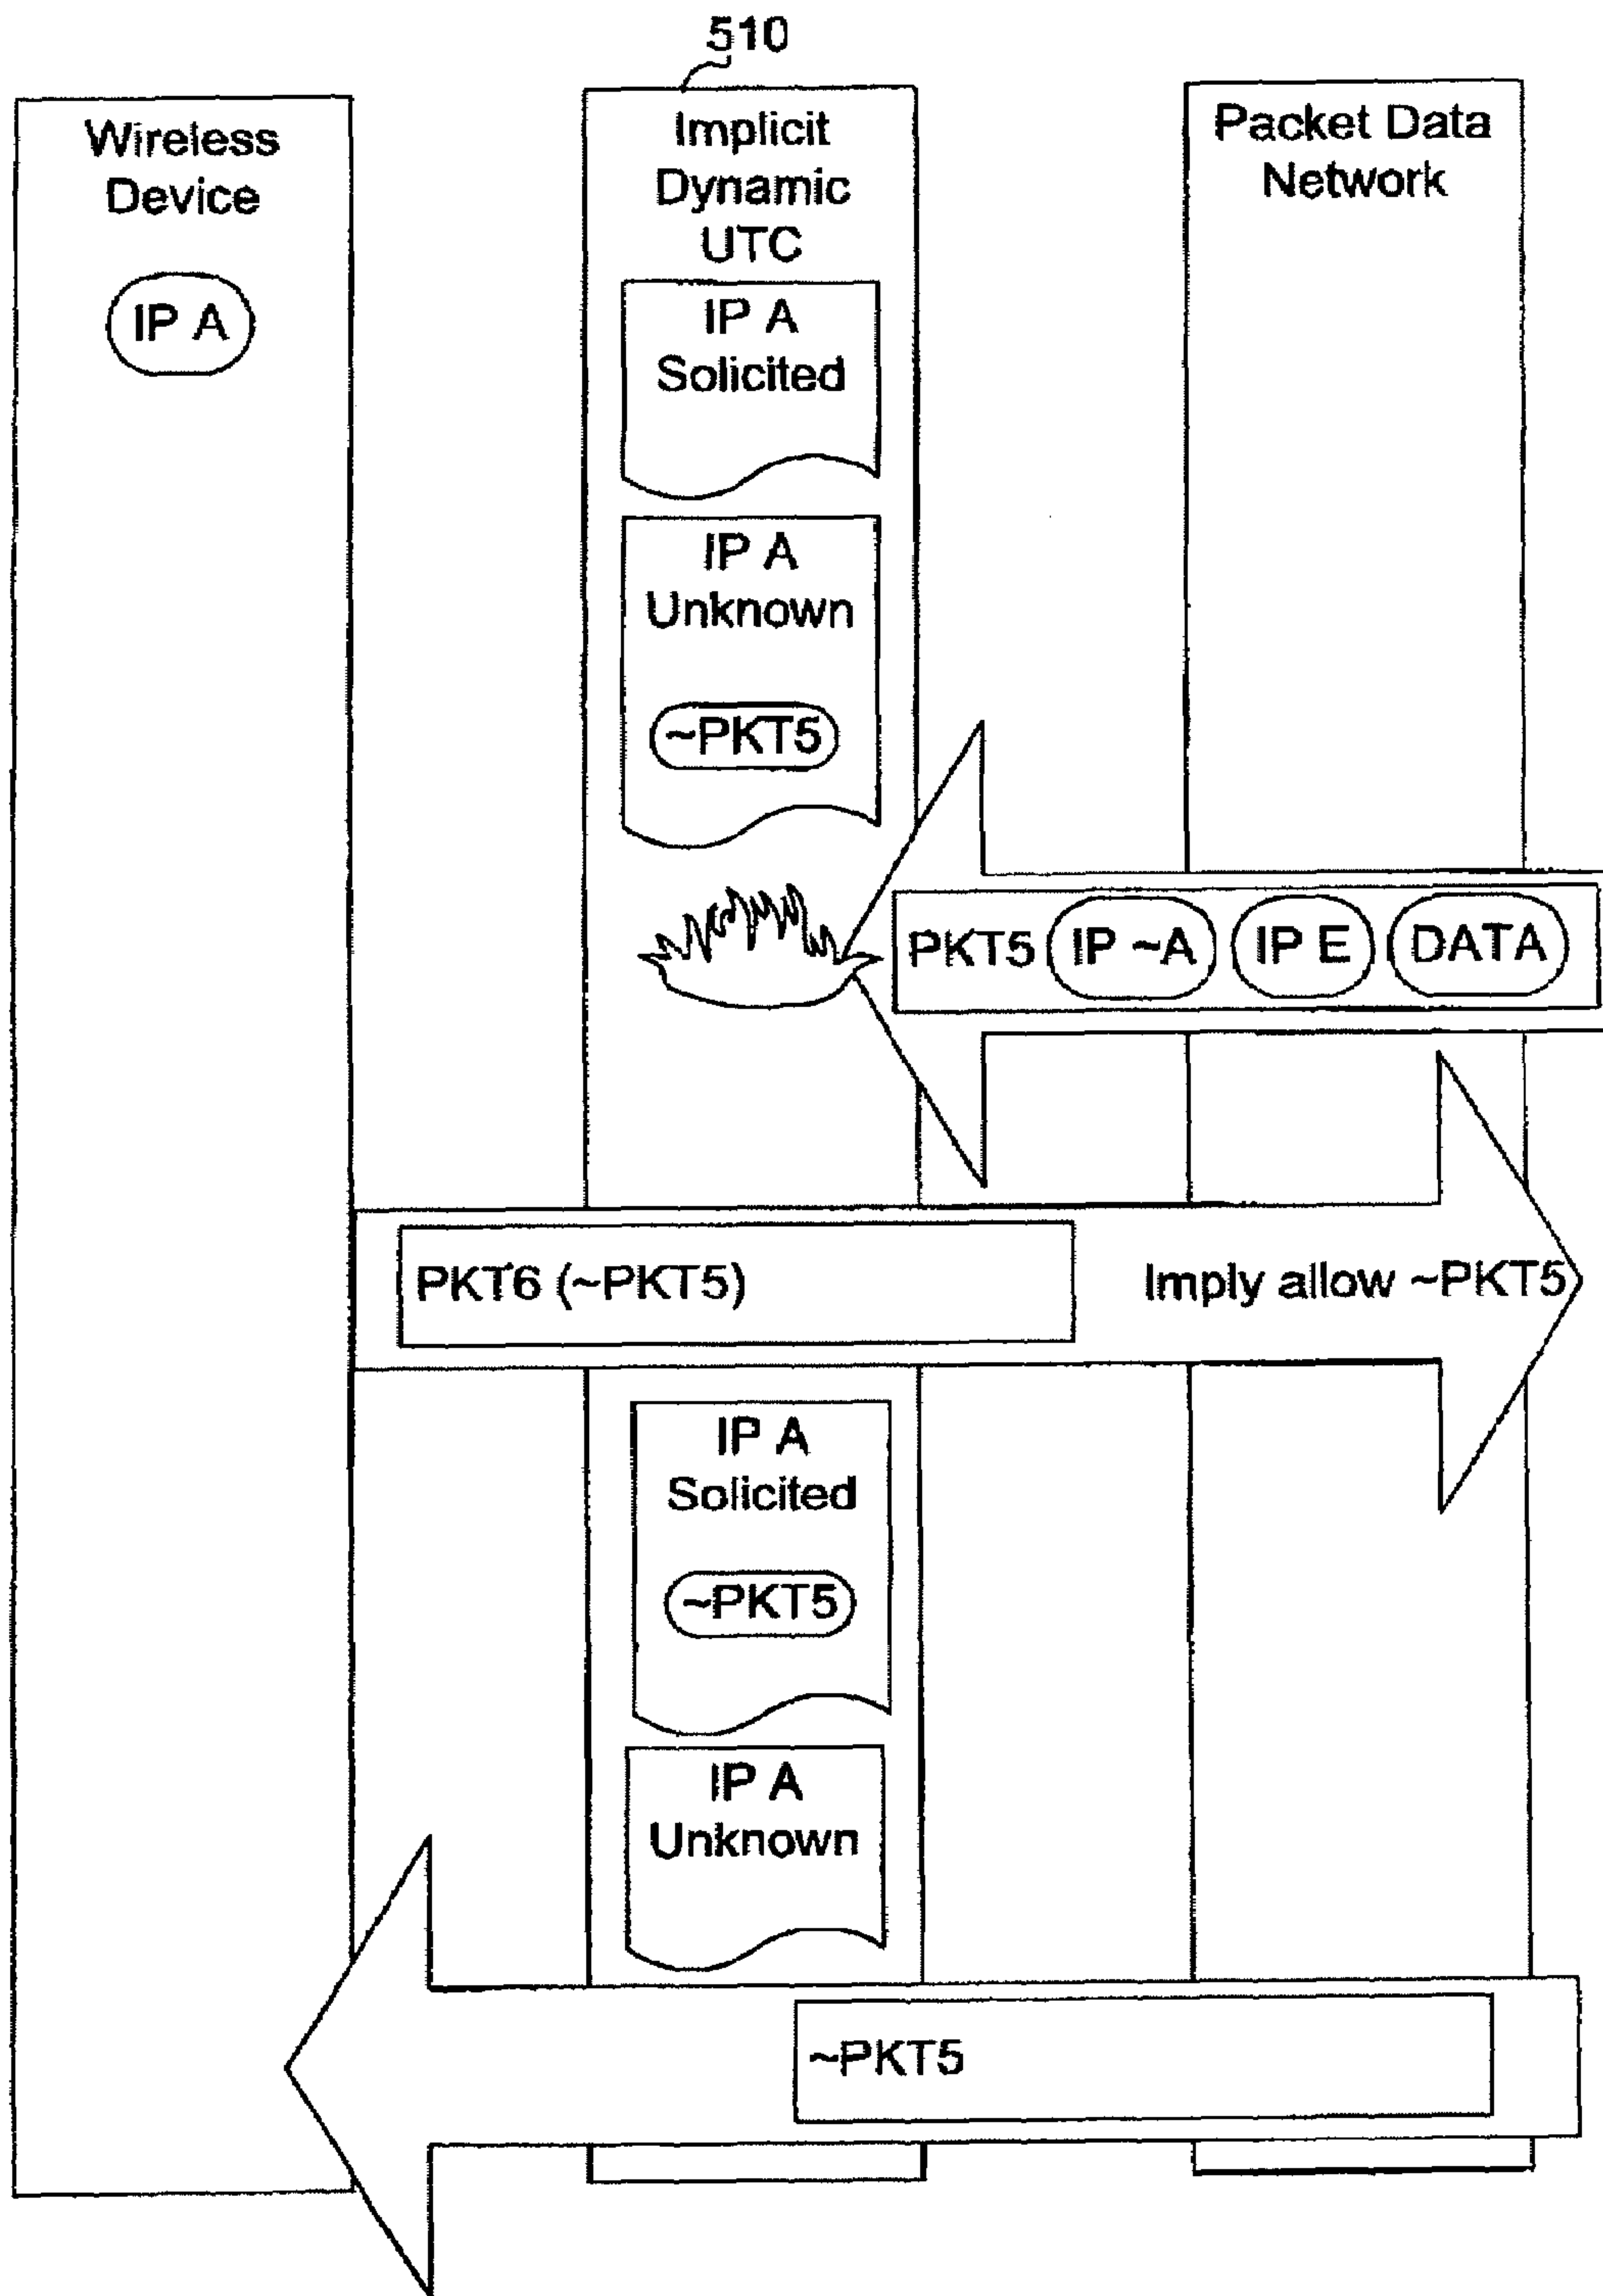 510
Wireless
Device
IP A
Implicit
Dynamic
UTC
Packet Data
Network
IP A
Solicited
IP A
Unknown
~PKT5
PKT5 IP ~A IP E DATA
PKT6 (~PKT5) Imply allow ~PKT5
IP A
Solicited
~PKT5
IP A
Unknown
~PKT5